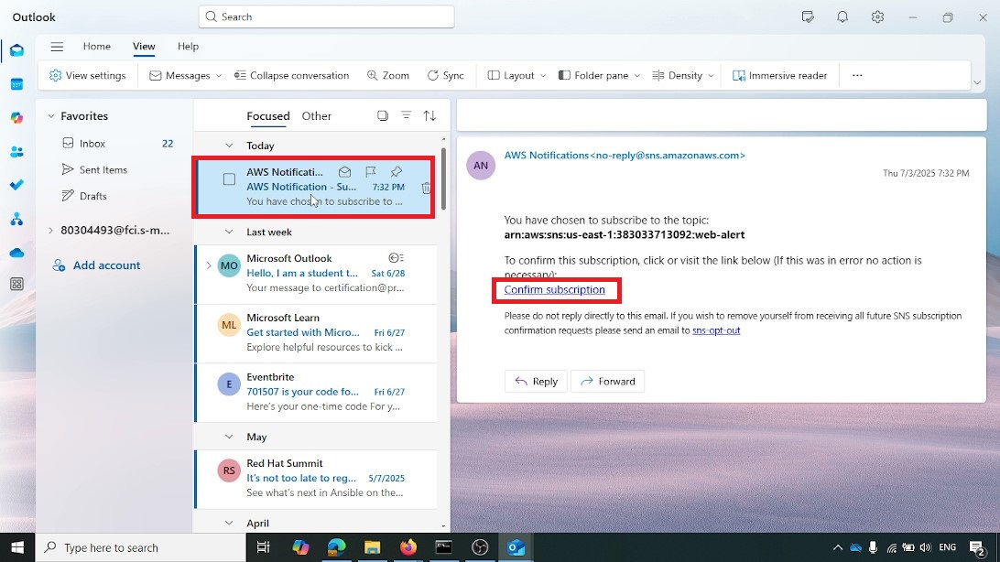 Outlook
Search
Home
View
Help
View settings
Messages
Collapse conversation
Zoom
Sync
Layout
Folder pane
Density
Immersive reader
Favorites
Inbox
22
Sent Items
Drafts
80304493@fci.s-m...
Add account
Focused
Other
Today
AWS Notificati...
AWS Notification - Su...
7:32 PM
You have chosen to subscribe to ...
Last week
MO
Microsoft Outlook
Hello, I am a student t...
Sat 6/28
Your message to certification@pr...
ML
Microsoft Learn
Get started with Micro...
Fri 6/27
Explore helpful resources to kick ...
E
Eventbrite
701507 is your code fo...
Fri 6/27
Here's your one-time code For y...
May
RS
Red Hat Summit
It's not too late to reg...
5/7/2025
See what's next in Ansible on the...
April
AN
AWS Notifications<no-reply@sns.amazonaws.com>
Thu 7/3/2025 7:32 PM
You have chosen to subscribe to the topic:
arn:aws:sns:us-east-1:383033713092:web-alert
To confirm this subscription, click or visit the link below (If this was in error no action is
necessary):
Confirm subscription
Please do not reply directly to this email. If you wish to remove yourself from receiving all future SNS subscription
confirmation requests please send an email to sns-opt-out
Reply
Forward
Type here to search
ENG
2